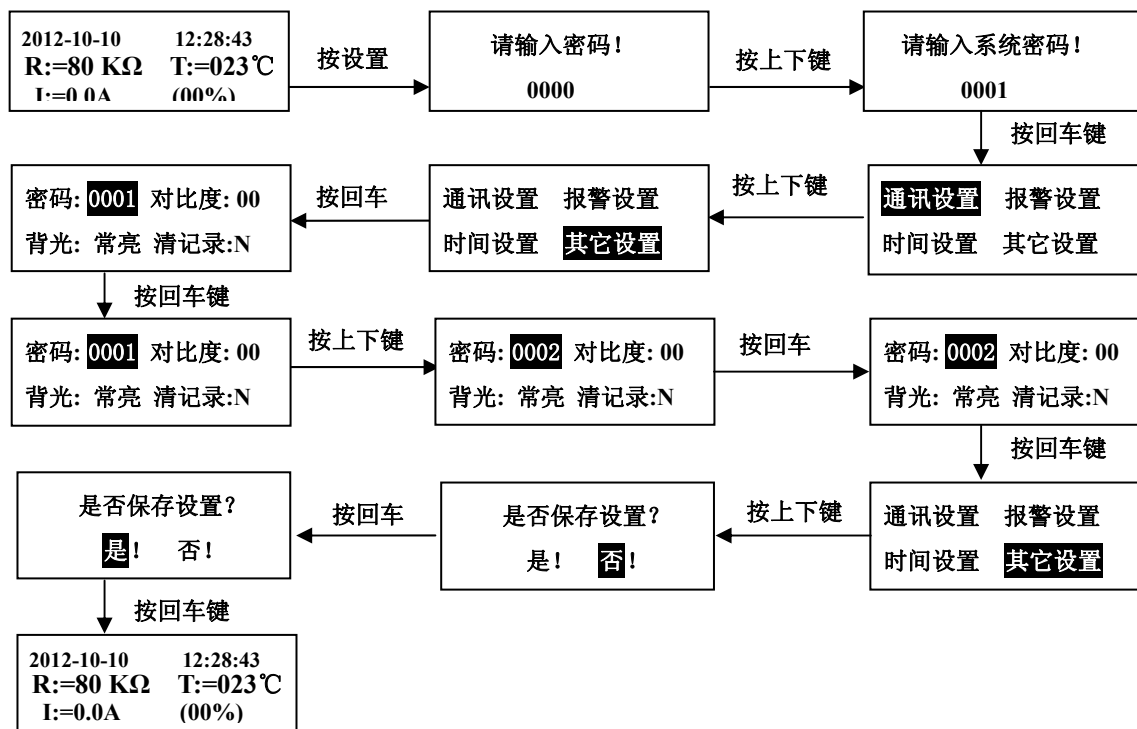 2012-10-10 12:28:43
R:=80 KΩ T:=023℃
I:=0.0A (00%)
按设置
请输入密码！
0000
按上下键
请输入系统密码！
0001
按回车键
通讯设置 报警设置
时间设置 其它设置
按上下键
通讯设置 报警设置
时间设置 其它设置
按回车
密码: 0001 对比度: 00
背光: 常亮 清记录:N
按回车键
密码: 0001 对比度: 00
背光: 常亮 清记录:N
按上下键
密码: 0002 对比度: 00
背光: 常亮 清记录:N
按回车
密码: 0002 对比度: 00
背光: 常亮 清记录:N
按回车键
通讯设置 报警设置
时间设置 其它设置
按上下键
是否保存设置？
是！ 否！
按回车
是否保存设置？
是！ 否！
按回车键
2012-10-10 12:28:43
R:=80 KΩ T:=023℃
I:=0.0A (00%)